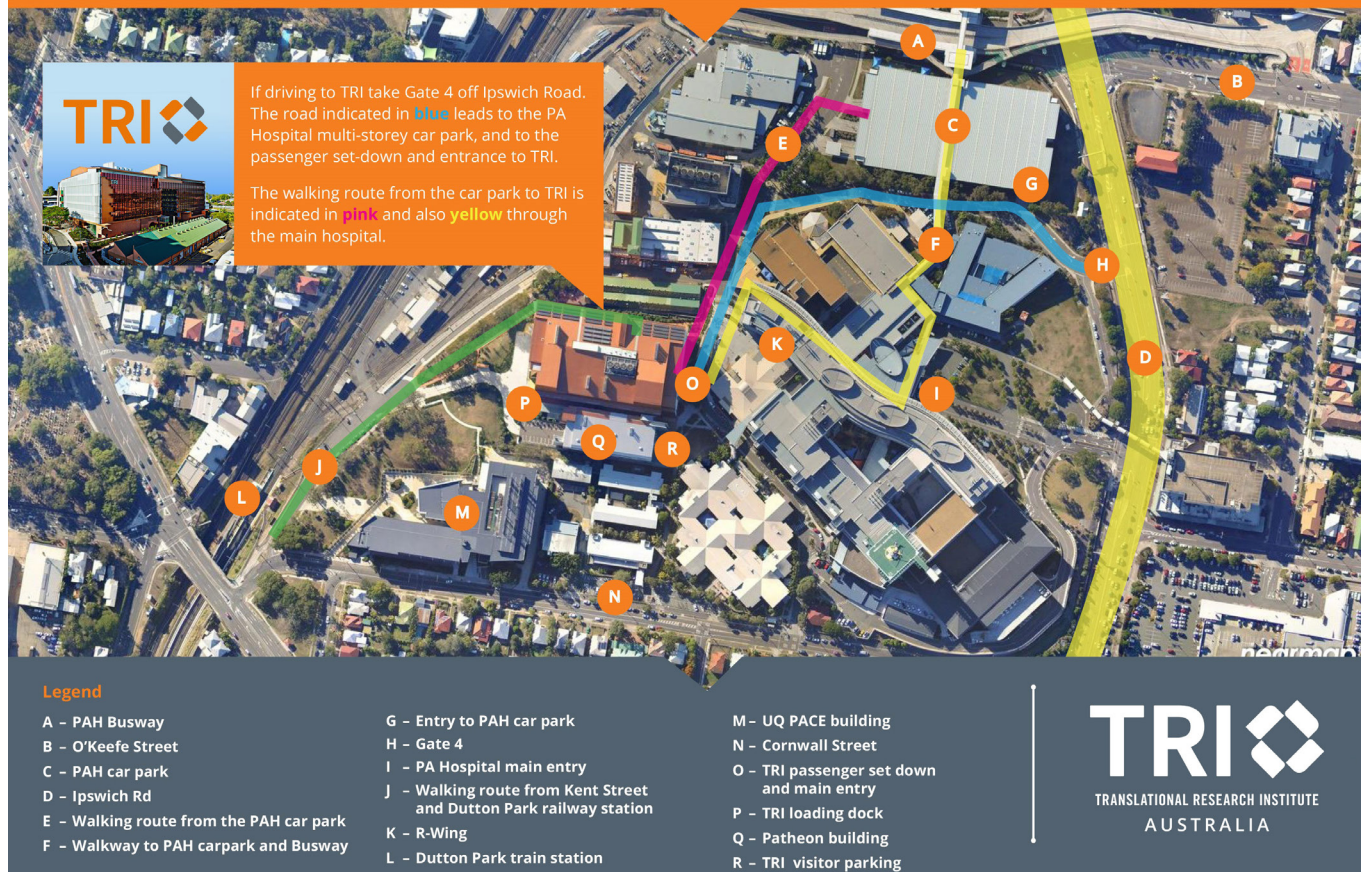 TRI
If driving to TRI take Gate 4 off Ipswich Road.
The road indicated in blue leads to the PA
Hospital multi-storey car park, and to the
passenger set-down and entrance to TRI.
The walking route from the car park to TRI is
indicated in pink and also yellow through
the main hospital.
A
B
C
E
G
F
H
K
D
O
I
P
Q
R
J
L
M
N
nearmap
Legend
A – PAH Busway
B – O'Keefe Street
C – PAH car park
D – Ipswich Rd
E – Walking route from the PAH car park
F – Walkway to PAH carpark and Busway
G – Entry to PAH car park
H – Gate 4
I – PA Hospital main entry
J – Walking route from Kent Street
and Dutton Park railway station
K – R-Wing
L – Dutton Park train station
M – UQ PACE building
N – Cornwall Street
O – TRI passenger set down
and main entry
P – TRI loading dock
Q – Patheon building
R – TRI visitor parking
TRI
TRANSLATIONAL RESEARCH INSTITUTE
AUSTRALIA